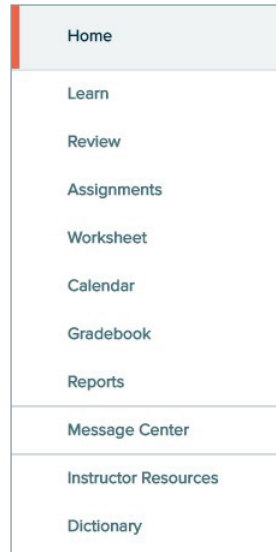 Home
Learn
Review
Assignments
Worksheet
Calendar
Gradebook
Reports
Message Center
Instructor Resources
Dictionary